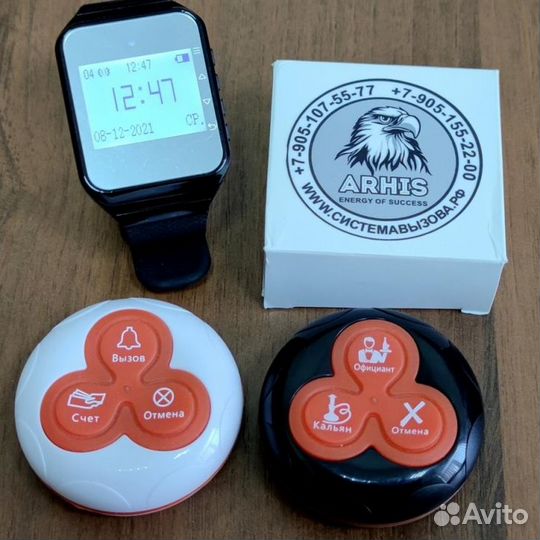 04 12:47
12:47
08-12-2021 СР.
+7-905-107-55-77 +7-905-155-22-00
ARHIS
ENERGY OF SUCCESS
WWW.СИСТЕМАВЫЗОВА.РФ
Вызов
Счет
Отмена
Официант
Кальян
Отмена
Avito